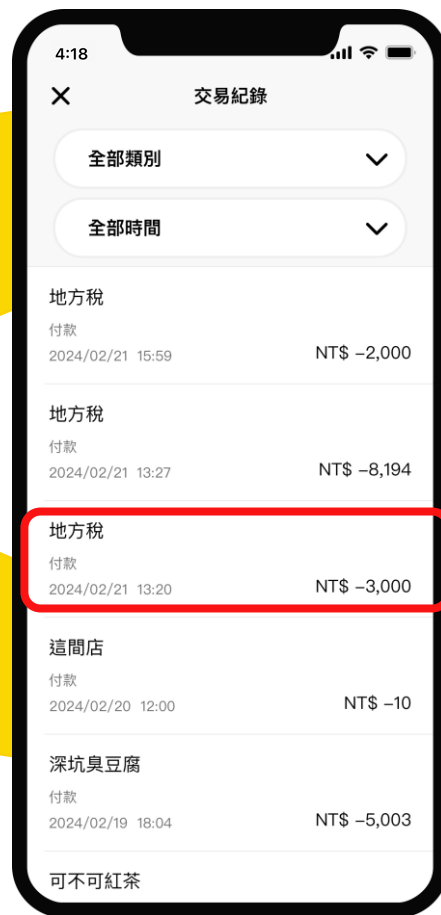 4:18
交易紀錄
全部類別
全部時間
地方稅
付款
2024/02/21 15:59 NT$ –2,000
地方稅
付款
2024/02/21 13:27 NT$ –8,194
地方稅
付款
2024/02/21 13:20 NT$ –3,000
這間店
付款
2024/02/20 12:00 NT$ –10
深坑臭豆腐
付款
2024/02/19 18:04 NT$ –5,003
可不可紅茶